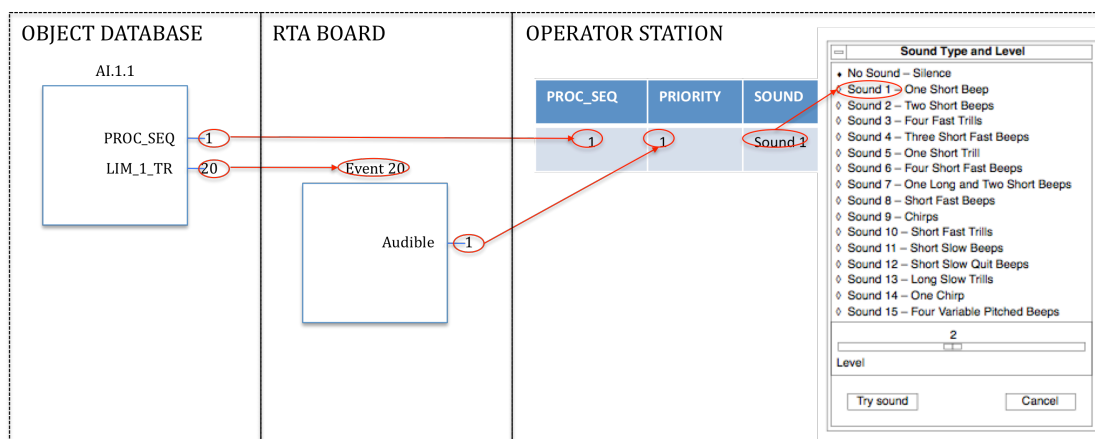 OBJECT DATABASE
RTA BOARD
OPERATOR STATION
AI.1.1
PROC_SEQ
1
LIM_1_TR
20
Event 20
Audible
1
PROC_SEQ PRIORITY SOUND
1 1 Sound 1
Sound Type and Level
No Sound – Silence
Sound 1 – One Short Beep
Sound 2 – Two Short Beeps
Sound 3 – Four Fast Trills
Sound 4 – Three Short Fast Beeps
Sound 5 – One Short Trill
Sound 6 – Four Short Fast Beeps
Sound 7 – One Long and Two Short Beeps
Sound 8 – Short Fast Beeps
Sound 9 – Chirps
Sound 10 – Short Fast Trills
Sound 11 – Short Slow Beeps
Sound 12 – Short Slow Quit Beeps
Sound 13 – Long Slow Trills
Sound 14 – One Chirp
Sound 15 – Four Variable Pitched Beeps
2
Level
Try sound
Cancel